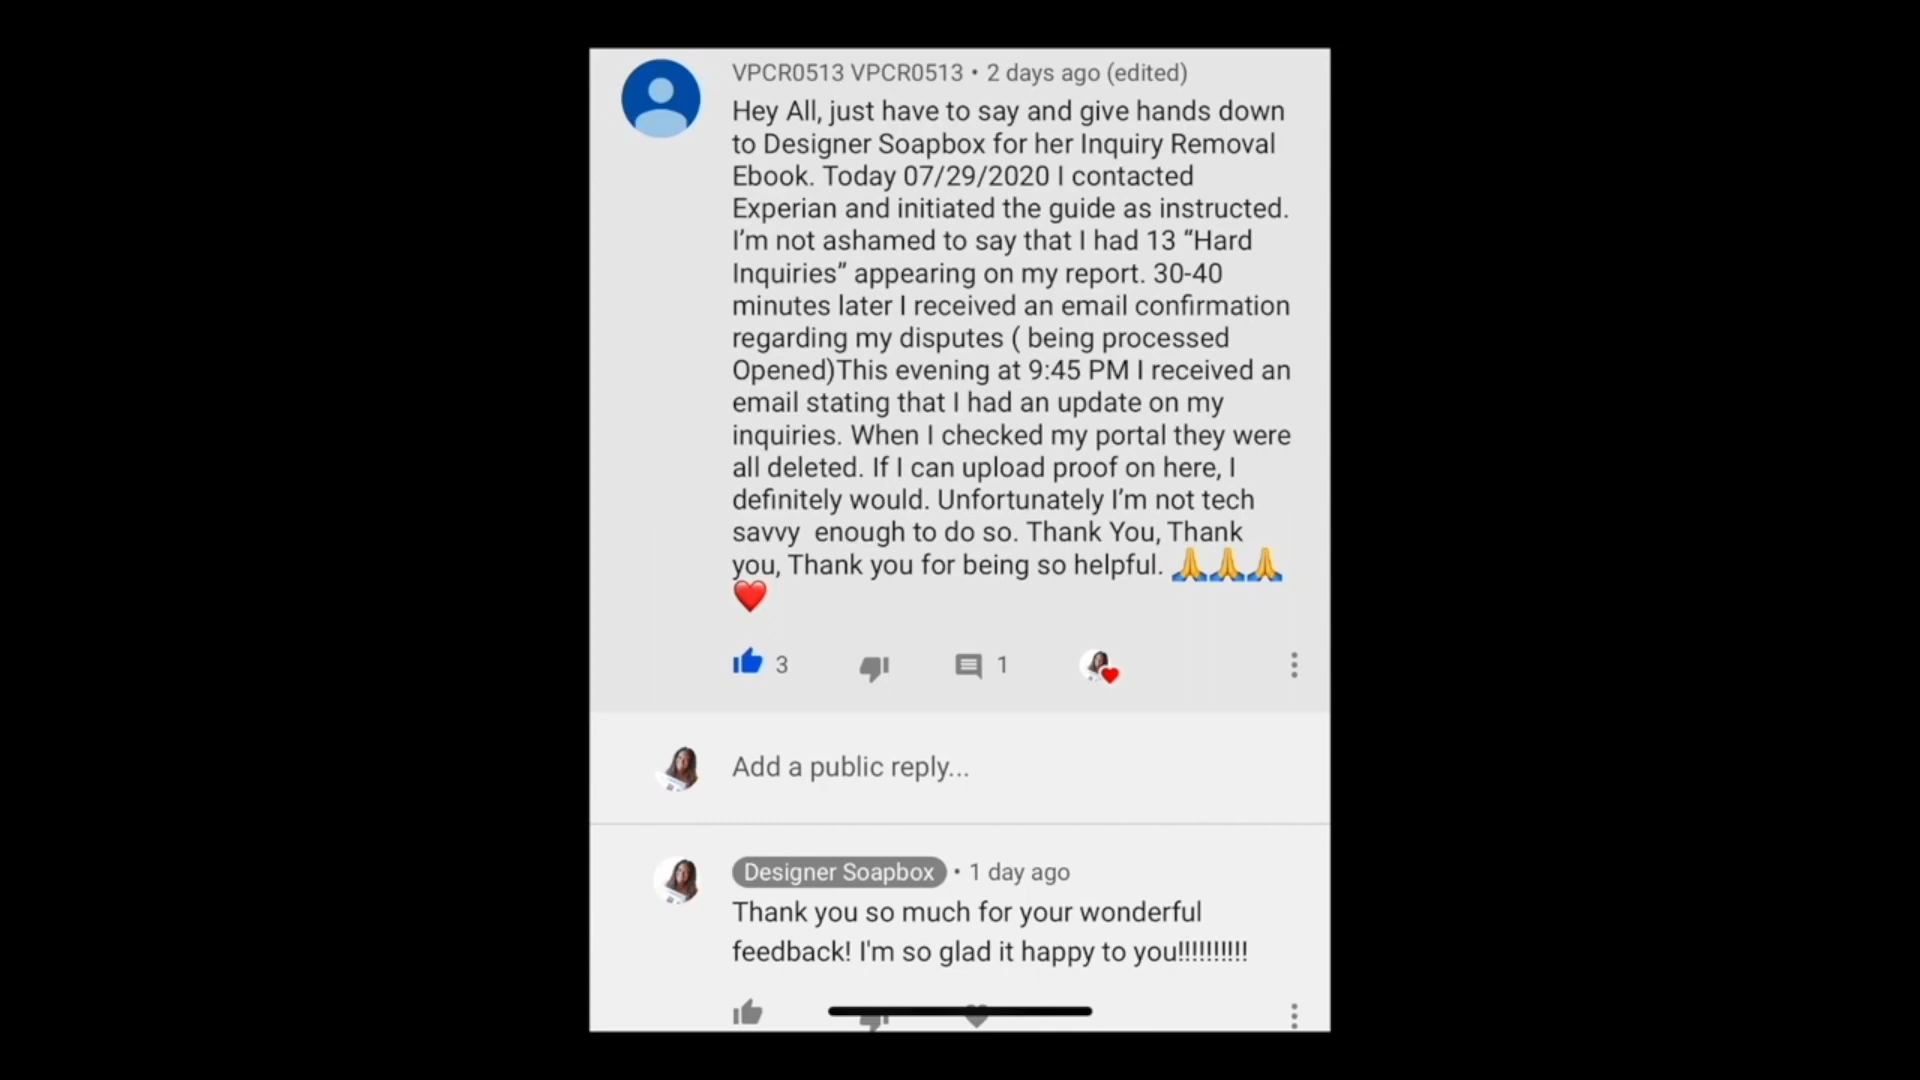 VPCR0513 VPCR0513 • 2 days ago (edited)
Hey All, just have to say and give hands down
to Designer Soapbox for her Inquiry Removal
Ebook. Today 07/29/2020 I contacted
Experian and initiated the guide as instructed.
I’m not ashamed to say that I had 13 “Hard
Inquiries” appearing on my report. 30-40
minutes later I received an email confirmation
regarding my disputes ( being processed
Opened)This evening at 9:45 PM I received an
email stating that I had an update on my
inquiries. When I checked my portal they were
all deleted. If I can upload proof on here, I
definitely would. Unfortunately I’m not tech
savvy  enough to do so. Thank You, Thank
you, Thank you for being so helpful. 🙏🙏🙏
❤️
3 1
Add a public reply...
Designer Soapbox • 1 day ago
Thank you so much for your wonderful
feedback! I'm so glad it happy to you!!!!!!!!!!